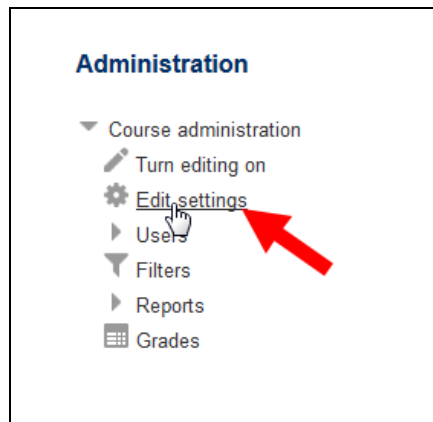 Administration
Course administration
Turn editing on
Edit settings
Users
Filters
Reports
Grades